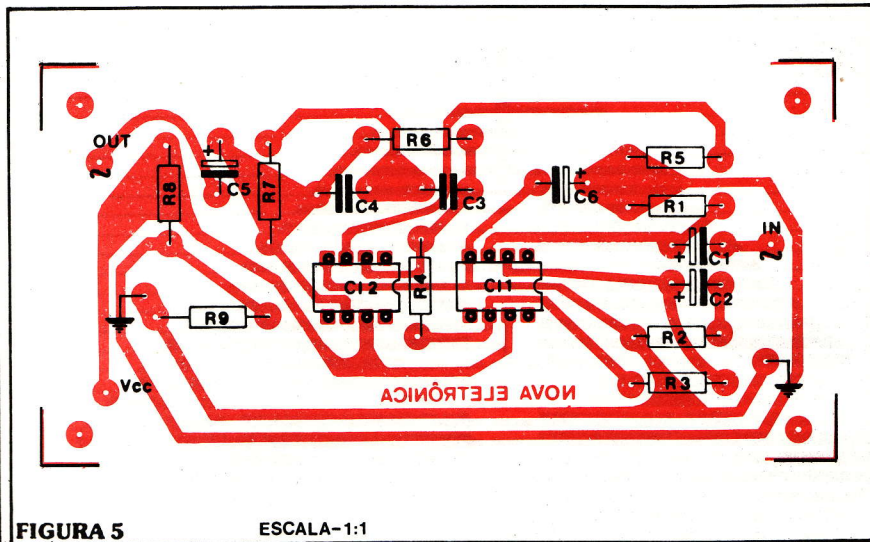 OUT
R6
R5
R8
C5
R7
C4
C3
C6
R1
IN
C1
CI2
R4
CI1
C2
R9
R2
Vcc
R3
NOVA ELETRÔNICA
FIGURA 5
ESCALA-1:1